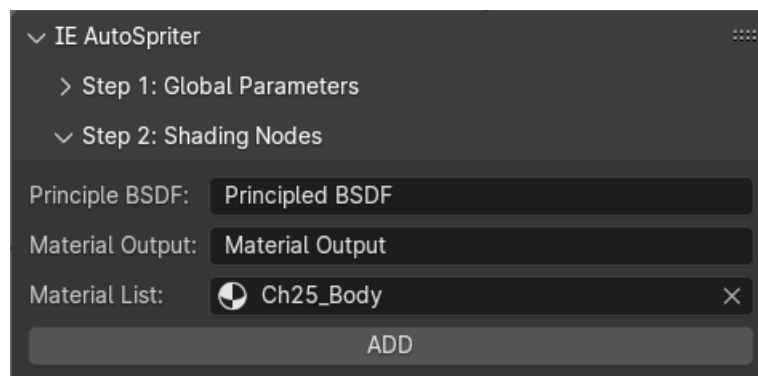 IE AutoSpriter
Step 1: Global Parameters
Step 2: Shading Nodes
Principle BSDF: Principled BSDF
Material Output: Material Output
Material List: Ch25_Body
ADD